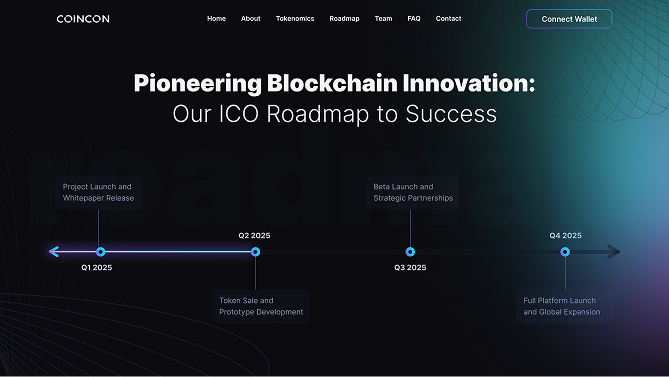 COINCON
Home About Tokenomics Roadmap Team FAQ Contact
Connect Wallet
Pioneering Blockchain Innovation:
Our ICO Roadmap to Success
roadmap
Project Launch and
Whitepaper Release
Beta Launch and
Strategic Partnerships
Q2 2025
Q4 2025
Q1 2025
Q3 2025
Token Sale and
Prototype Development
Full Platform Launch
and Global Expansion